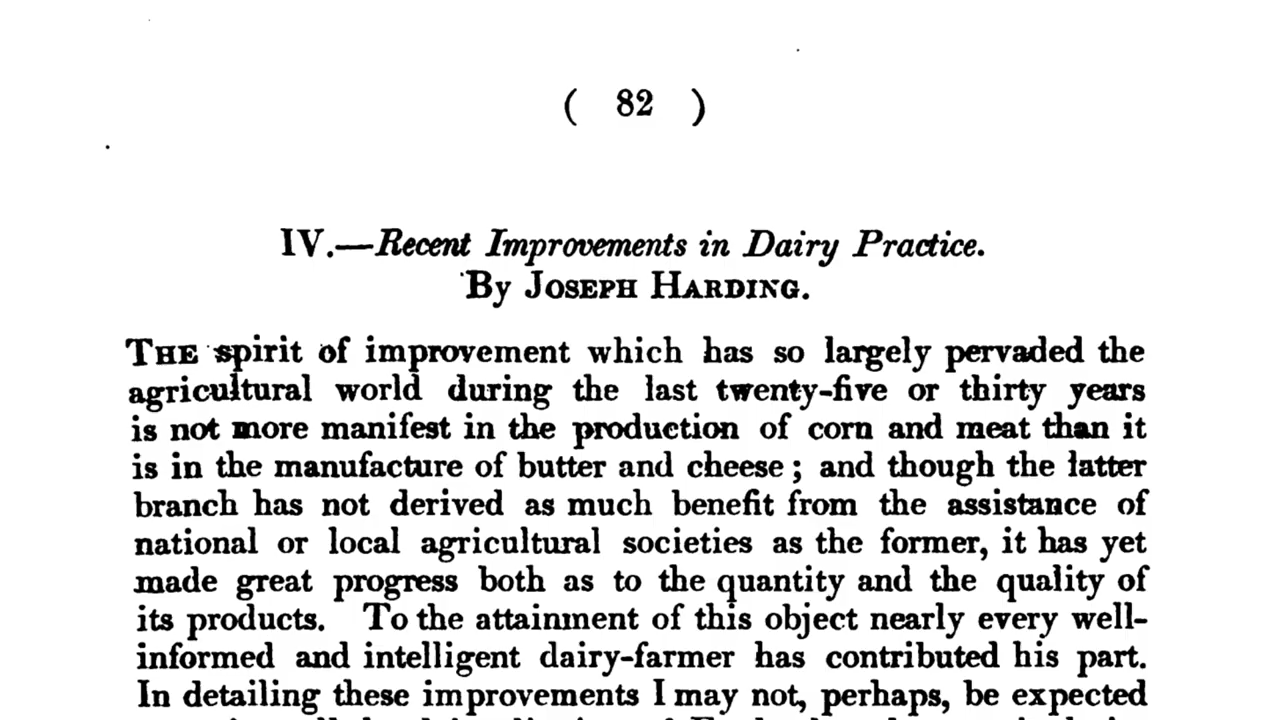 ( 82 )
IV.—Recent Improvements in Dairy Practice.
By Joseph Harding.
The spirit of improvement which has so largely pervaded the
agricultural world during the last twenty-five or thirty years
is not more manifest in the production of corn and meat than it
is in the manufacture of butter and cheese; and though the latter
branch has not derived as much benefit from the assistance of
national or local agricultural societies as the former, it has yet
made great progress both as to the quantity and the quality of
its products. To the attainment of this object nearly every well-
informed and intelligent dairy-farmer has contributed his part.
In detailing these improvements I may not, perhaps, be expected